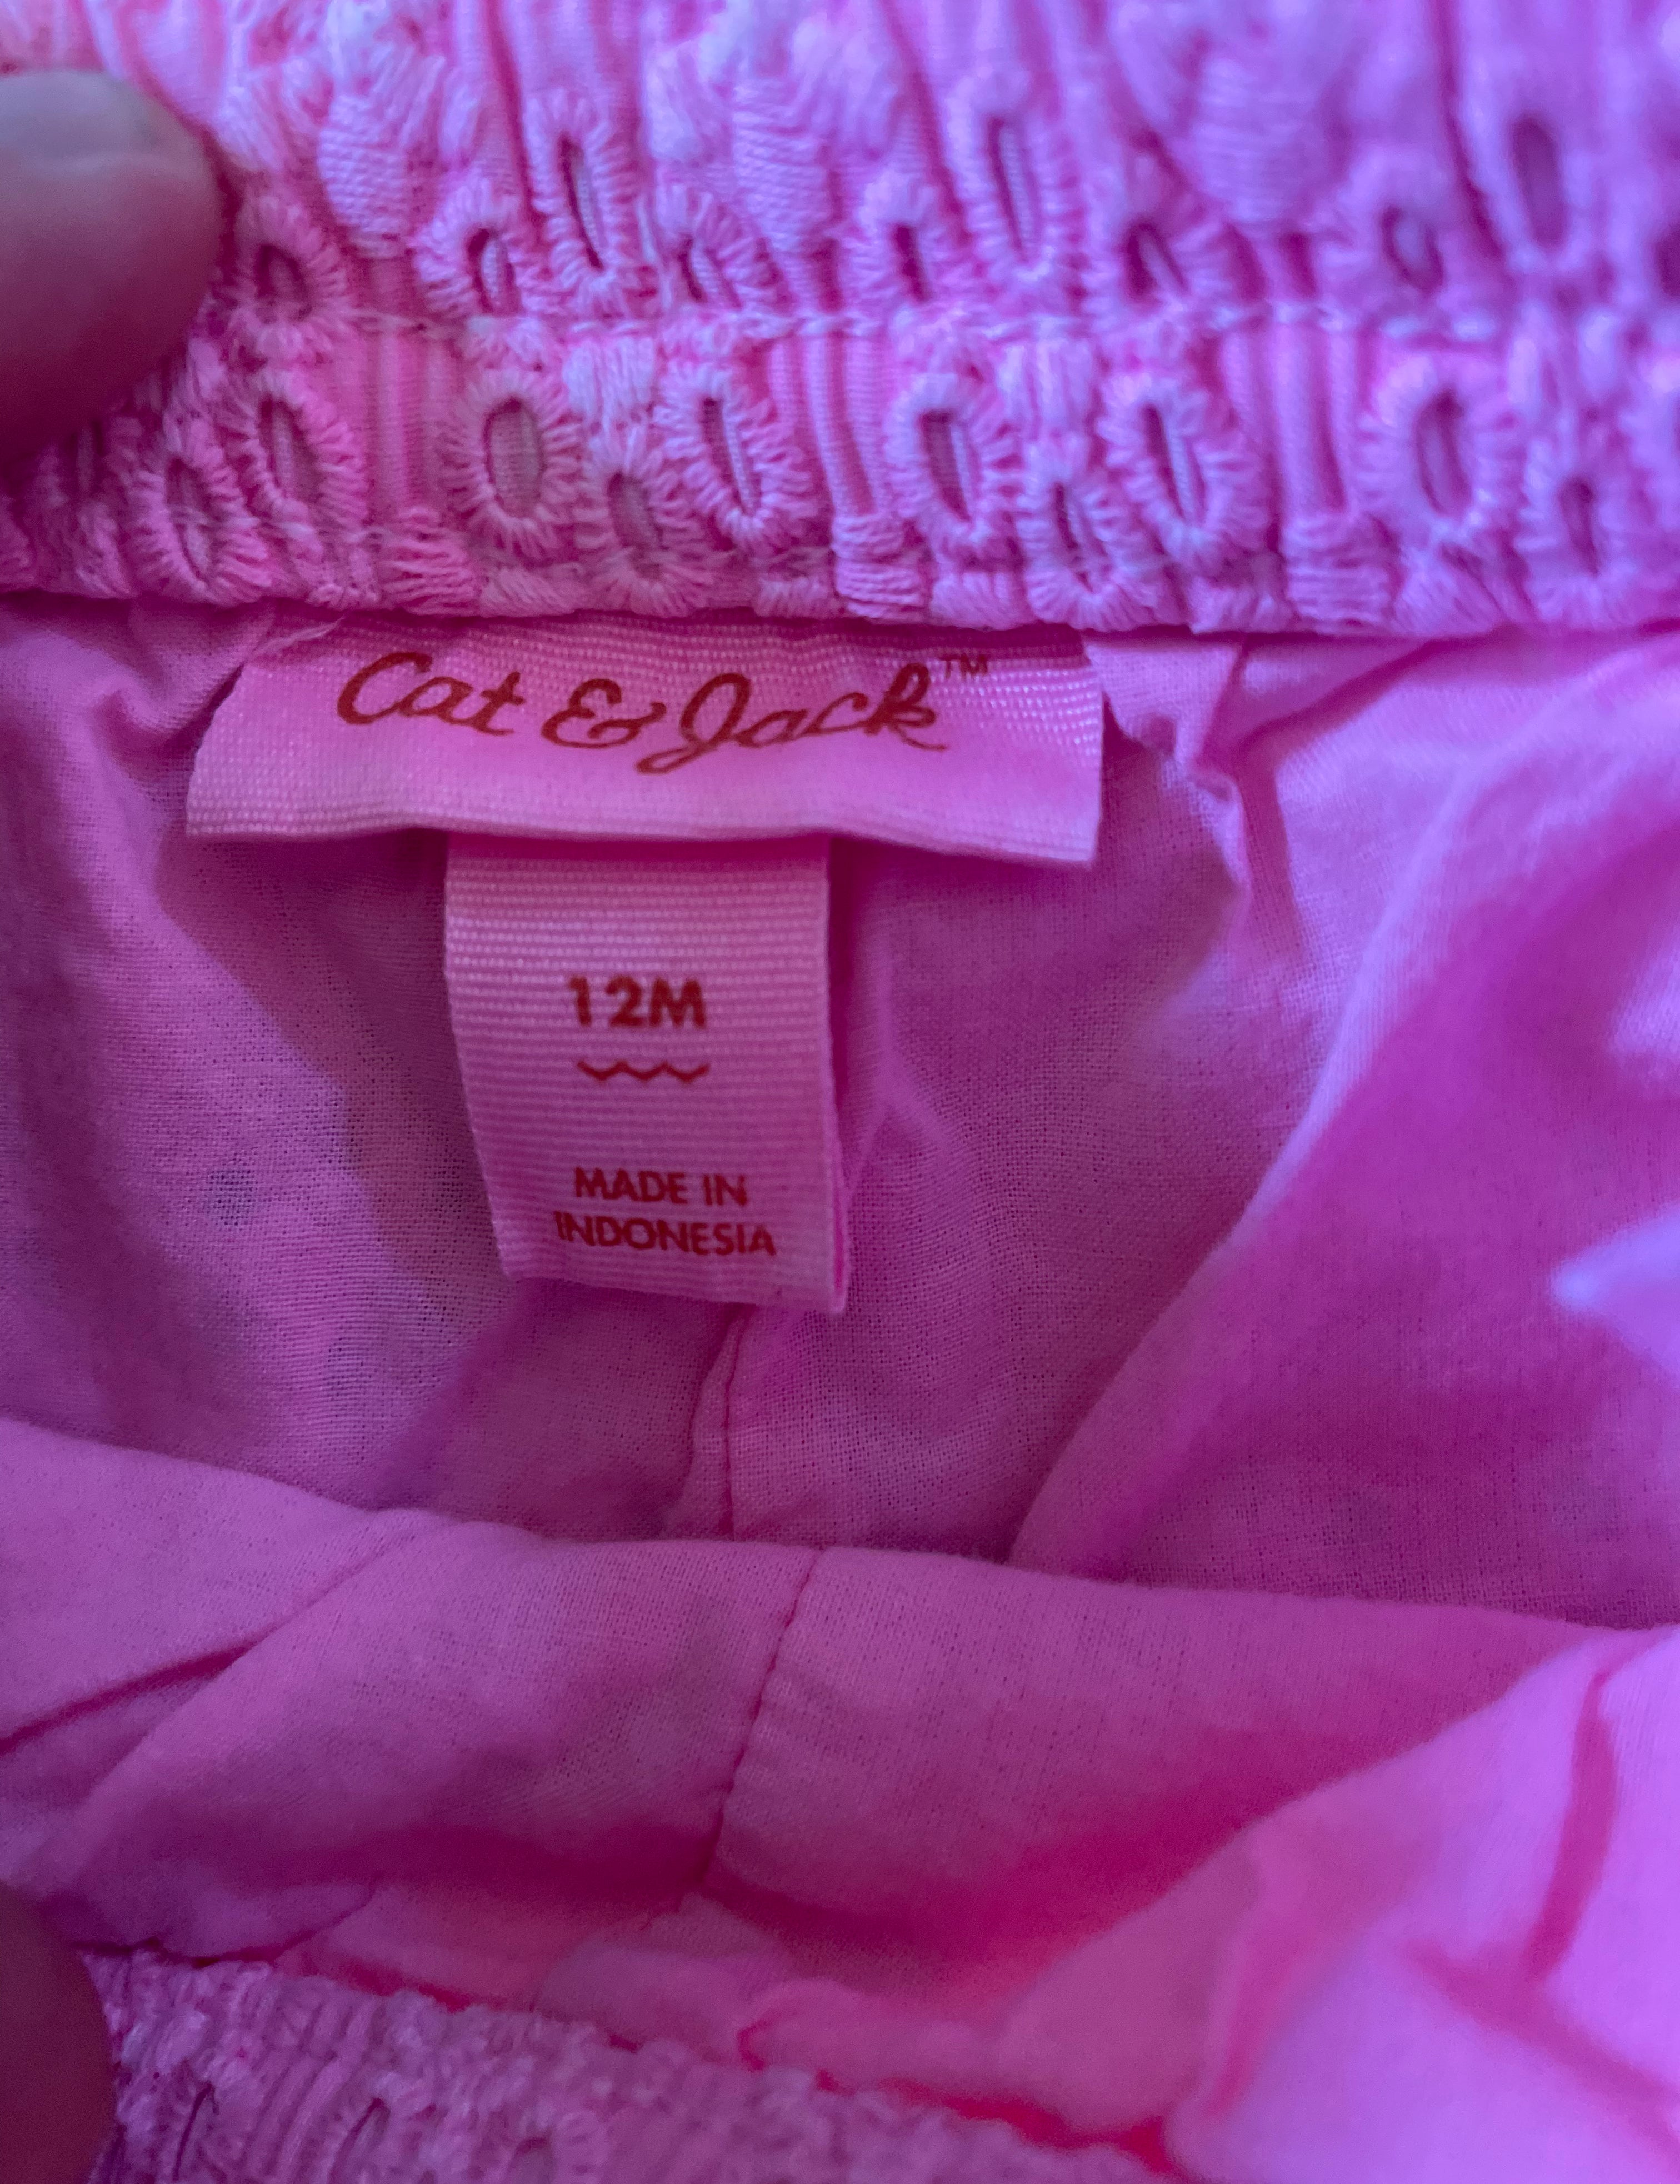 Cat & Jack™
12M
MADE IN
INDONESIA